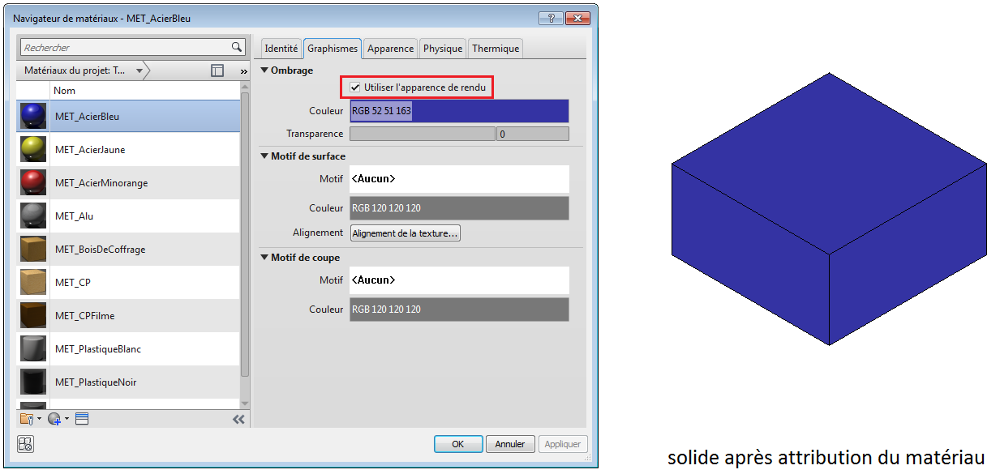 Navigateur de matériaux - MET_AcierBleu
Rechercher
Matériaux du projet: T...
Nom
MET_AcierBleu
MET_AcierJaune
MET_AcierMinorange
MET_Alu
MET_BoisDeCoffrage
MET_CP
MET_CPFilme
MET_PlastiqueBlanc
MET_PlastiqueNoir
Identité Graphismes Apparence Physique Thermique
Ombrage
Utiliser l'apparence de rendu
Couleur RGB 52 51 163
Transparence 0
Motif de surface
Motif <Aucun>
Couleur RGB 120 120 120
Alignement Alignement de la texture...
Motif de coupe
Motif <Aucun>
Couleur RGB 120 120 120
OK Annuler Appliquer
solide après attribution du matériau